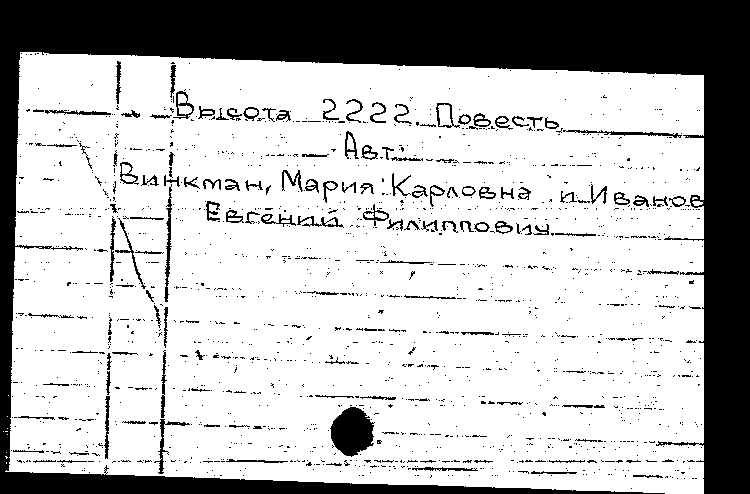 Высота 2222. Повесть
Авт.:
Винкман, Мария Карловна и Иванов
Евгений Филиппович